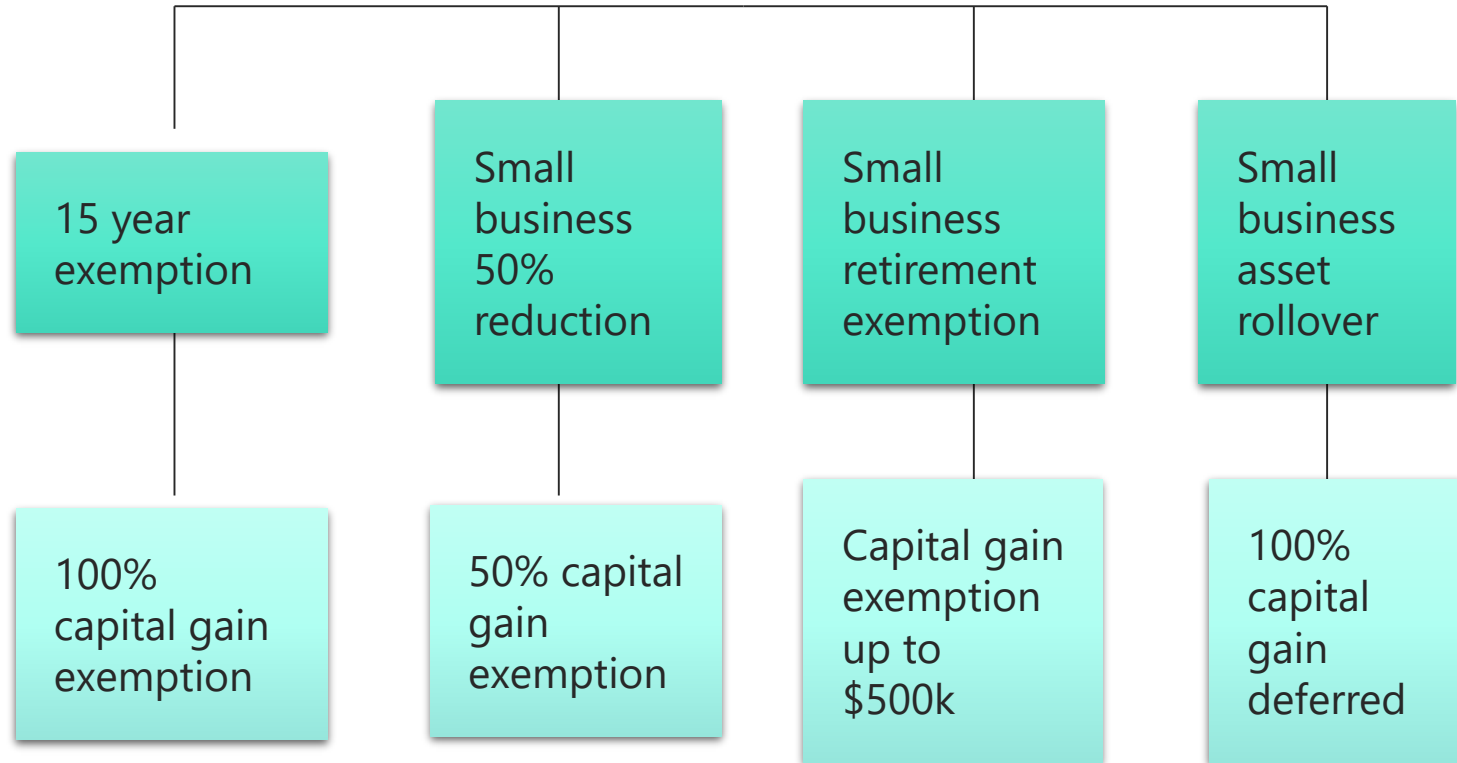 15 year
exemption
Small
business
50%
reduction
Small
business
retirement
exemption
Small
business
asset
rollover
100%
capital gain
exemption
50% capital
gain
exemption
Capital gain
exemption
up to
$500k
100%
capital
gain
deferred